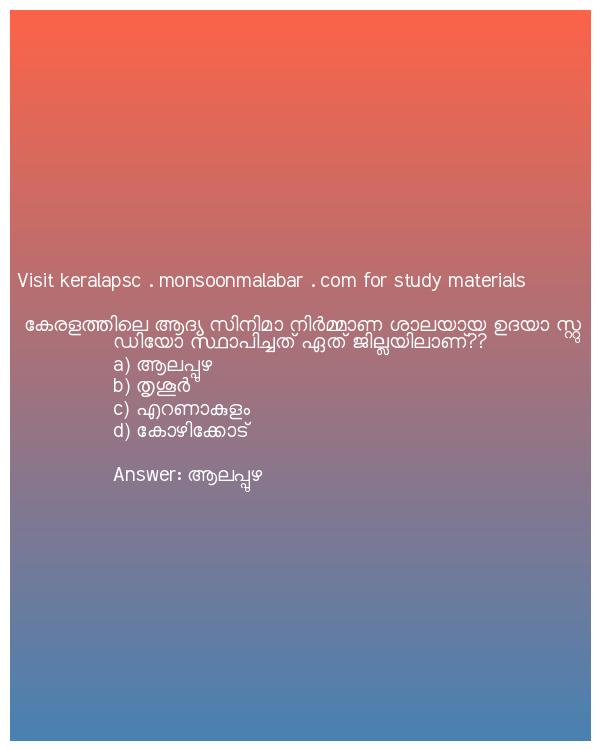 Visit keralapsc . monsoonmalabar . com for study materials
കേരളത്തിലെ ആദ്യ സിനിമാ നിർമ്മാണ ശാലയായ ഉദയാ സ്റ്റു
ഡിയോ സ്ഥാപിച്ചത് ഏത് ജില്ലയിലാണ്??
a) ആലപ്പുഴ
b) തൃശൂർ
c) എറണാകുളം
d) കോഴിക്കോട്
Answer: ആലപ്പുഴ